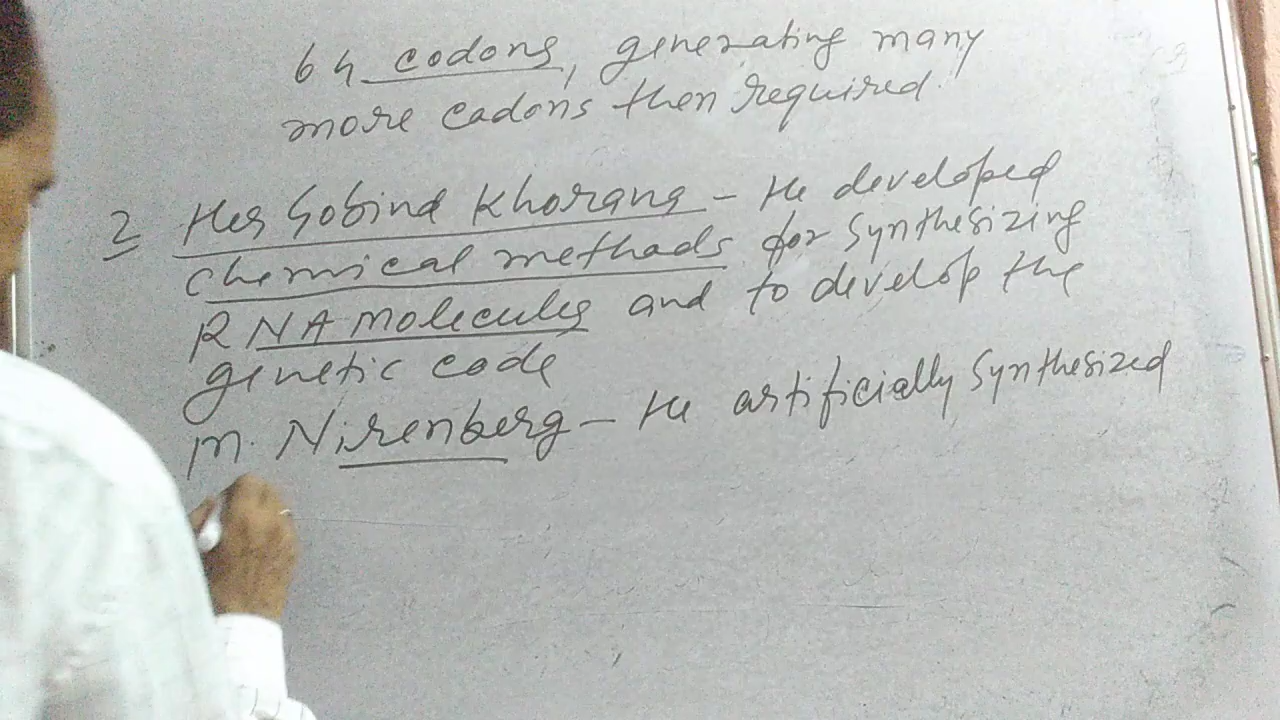 64 codons, generating many
more cadons then required.
2 Her Gobind Khorana - He developed
chemical methods for Synthesizing
RNA molecules and to develop the
genetic code
M. Nirenberg - He artificially Synthesized